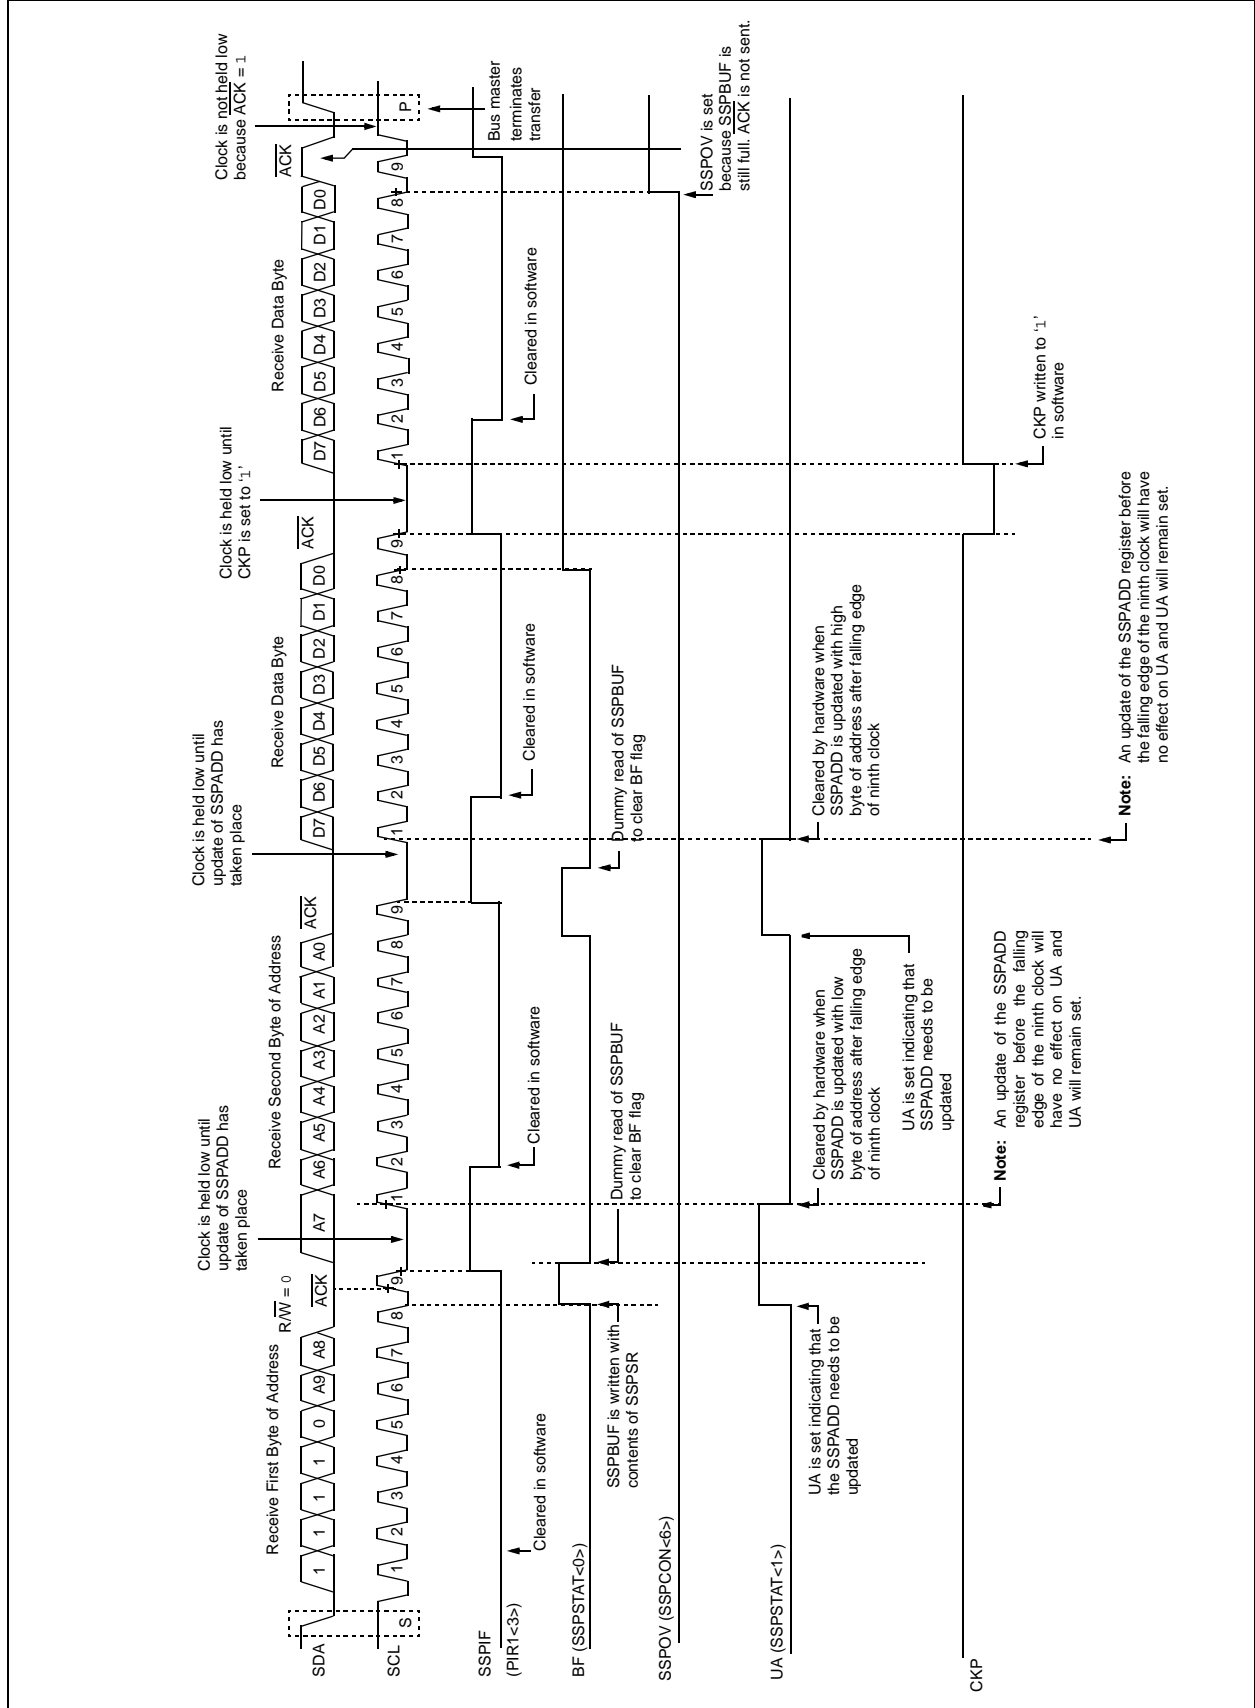 Receive First Byte of Address
R/W = 0
Receive Second Byte of Address
Receive Data Byte
Receive Data Byte
Clock is held low until
update of SSPADD has
taken place
Clock is held low until
update of SSPADD has
taken place
Clock is held low until
CKP is set to ‘1’
Clock is not held low
because ACK = 1
SDA
1 1 1 1 0 A9 A8 ACK
A7 A6 A5 A4 A3 A2 A1 A0 ACK
D7 D6 D5 D4 D3 D2 D1 D0 ACK
D7 D6 D5 D4 D3 D2 D1 D0 ACK
SCL
S 1 2 3 4 5 6 7 8 9
1 2 3 4 5 6 7 8 9
1 2 3 4 5 6 7 8 9
1 2 3 4 5 6 7 8 9 P
Bus master
terminates
transfer
SSPIF
(PIR1<3>)
Cleared in software
Cleared in software
Cleared in software
Cleared in software
BF (SSPSTAT<0>)
SSPBUF is written with
contents of SSPSR
Dummy read of SSPBUF
to clear BF flag
Dummy read of SSPBUF
to clear BF flag
SSPOV (SSPCON<6>)
SSPOV is set
because SSPBUF is
still full. ACK is not sent.
UA (SSPSTAT<1>)
UA is set indicating that
the SSPADD needs to be
updated
Cleared by hardware when
SSPADD is updated with low
byte of address after falling edge
of ninth clock
UA is set indicating that
SSPADD needs to be
updated
Cleared by hardware when
SSPADD is updated with high
byte of address after falling edge
of ninth clock
CKP
CKP written to ‘1’
in software
Note: An update of the SSPADD
register before the falling
edge of the ninth clock will
have no effect on UA and
UA will remain set.
Note: An update of the SSPADD register before
the falling edge of the ninth clock will have
no effect on UA and UA will remain set.